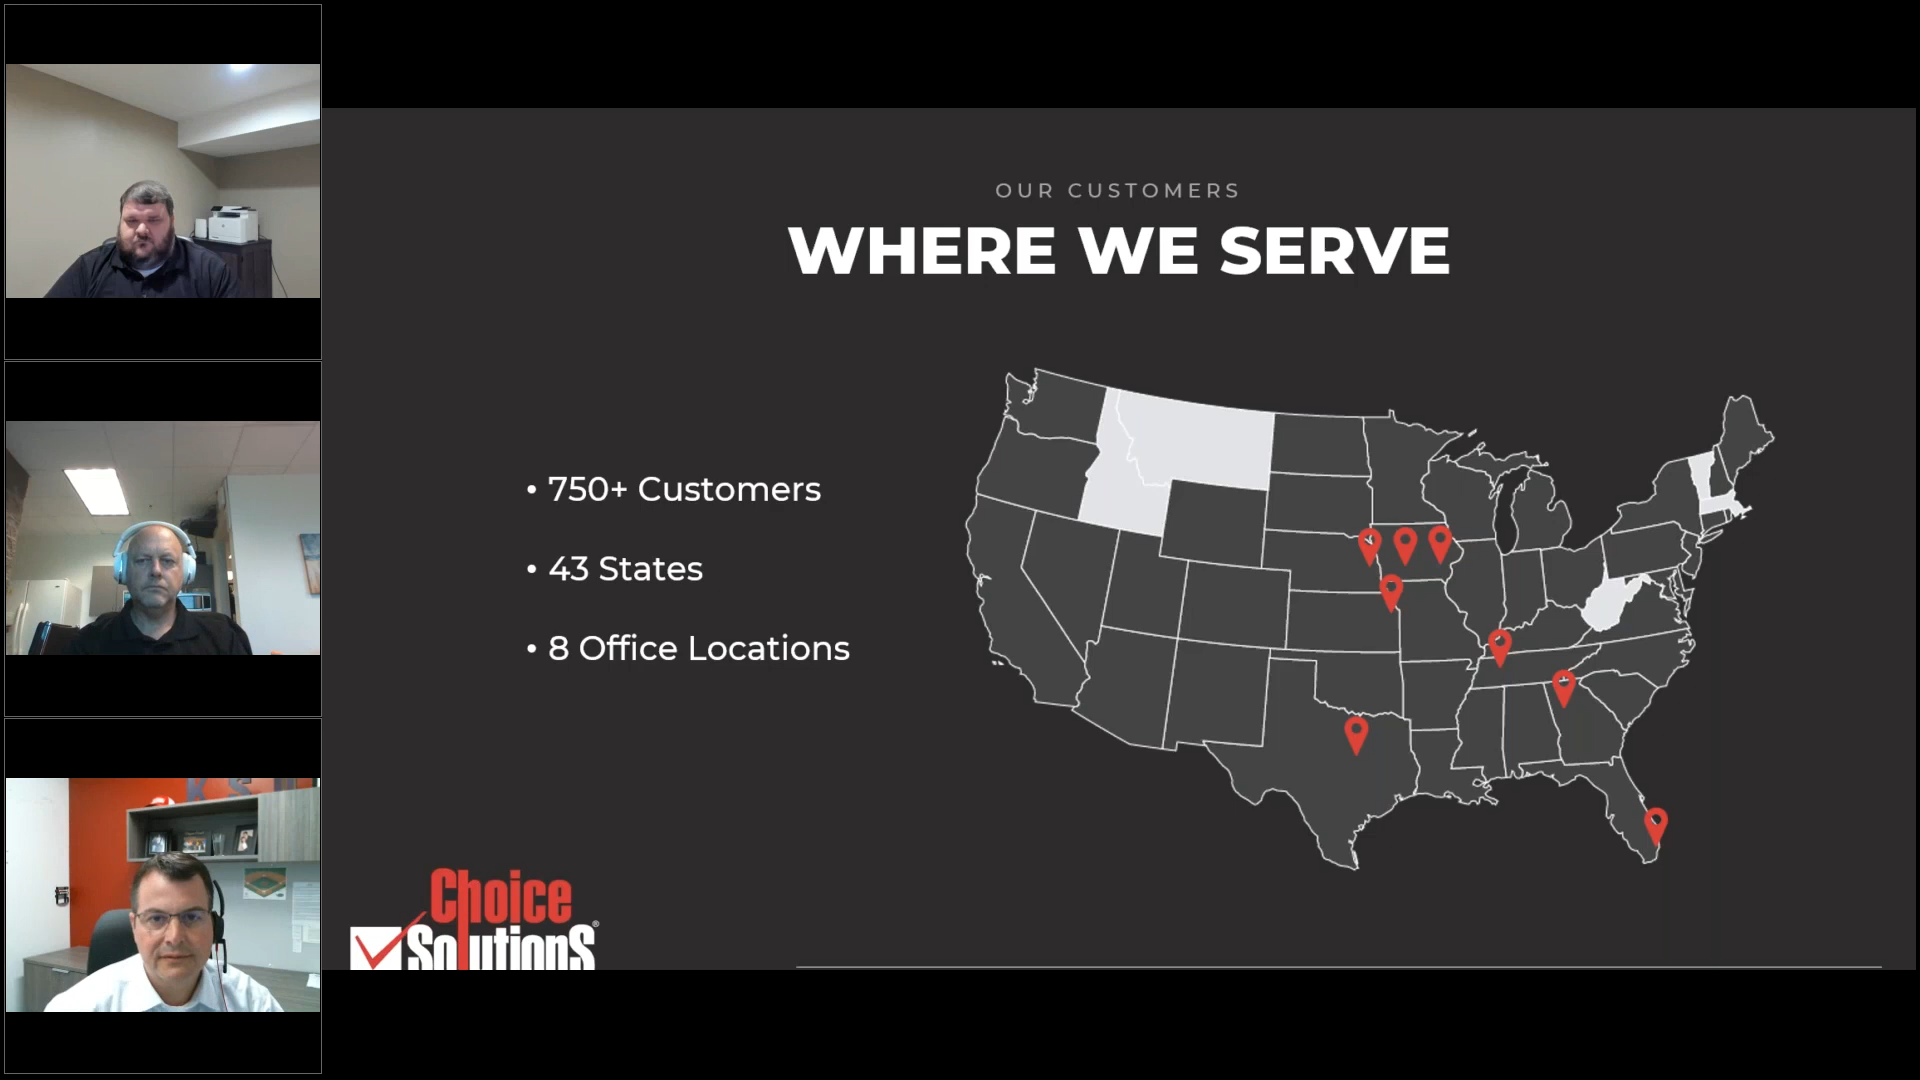 OUR CUSTOMERS
WHERE WE SERVE
• 750+ Customers
• 43 States
• 8 Office Locations
Choice
Solutions®